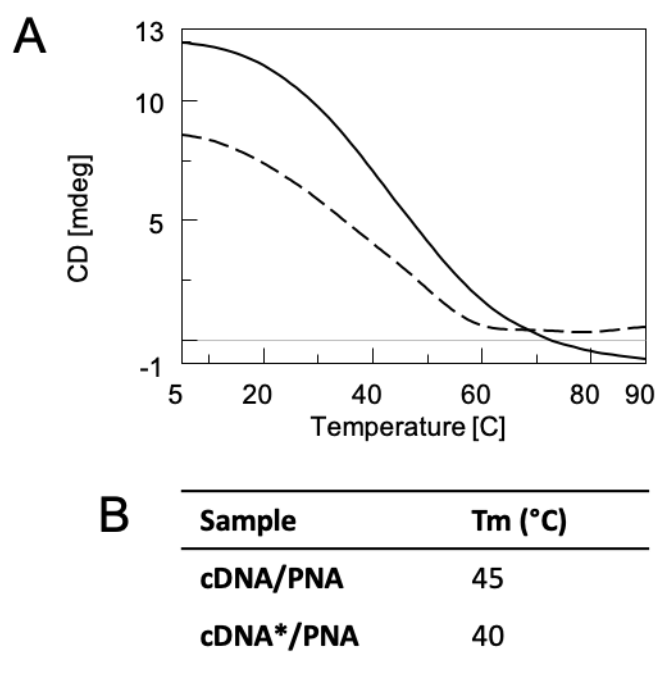 A
13
10
5
-1
CD [mdeg]
5 20 40 60 80 90
Temperature [C]
B
Sample Tm (°C)
cDNA/PNA 45
cDNA*/PNA 40